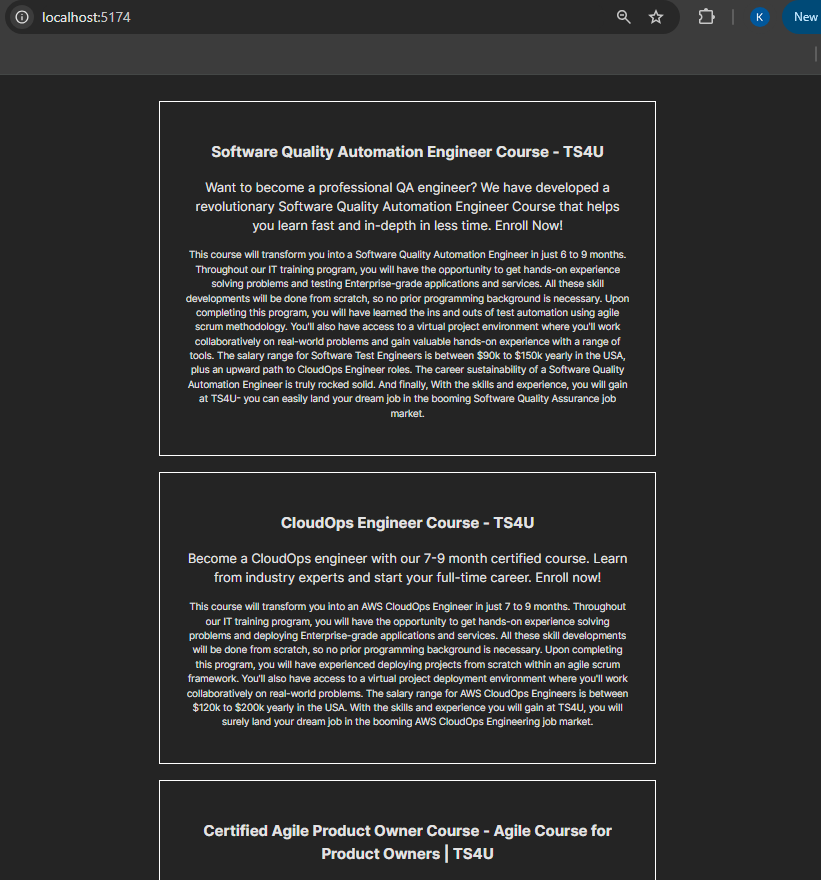 localhost:5174
K
New
Software Quality Automation Engineer Course - TS4U
Want to become a professional QA engineer? We have developed a
revolutionary Software Quality Automation Engineer Course that helps
you learn fast and in-depth in less time. Enroll Now!
This course will transform you into a Software Quality Automation Engineer in just 6 to 9 months.
Throughout our IT training program, you will have the opportunity to get hands-on experience
solving problems and testing Enterprise-grade applications and services. All these skill
developments will be done from scratch, so no prior programming background is necessary. Upon
completing this program, you will have learned the ins and outs of test automation using agile
scrum methodology. You'll also have access to a virtual project environment where you'll work
collaboratively on real-world problems and gain valuable hands-on experience with a range of
tools. The salary range for Software Test Engineers is between $90k to $150k yearly in the USA,
plus an upward path to CloudOps Engineer roles. The career sustainability of a Software Quality
Automation Engineer is truly rocked solid. And finally, With the skills and experience, you will gain
at TS4U- you can easily land your dream job in the booming Software Quality Assurance job
market.
CloudOps Engineer Course - TS4U
Become a CloudOps engineer with our 7-9 month certified course. Learn
from industry experts and start your full-time career. Enroll now!
This course will transform you into an AWS CloudOps Engineer in just 7 to 9 months. Throughout
our IT training program, you will have the opportunity to get hands-on experience solving
problems and deploying Enterprise-grade applications and services. All these skill developments
will be done from scratch, so no prior programming background is necessary. Upon completing
this program, you will have experienced deploying projects from scratch within an agile scrum
framework. You'll also have access to a virtual project deployment environment where you'll work
collaboratively on real-world problems. The salary range for AWS CloudOps Engineers is between
$120k to $200k yearly in the USA. With the skills and experience you will gain at TS4U, you will
surely land your dream job in the booming AWS CloudOps Engineering job market.
Certified Agile Product Owner Course - Agile Course for
Product Owners | TS4U